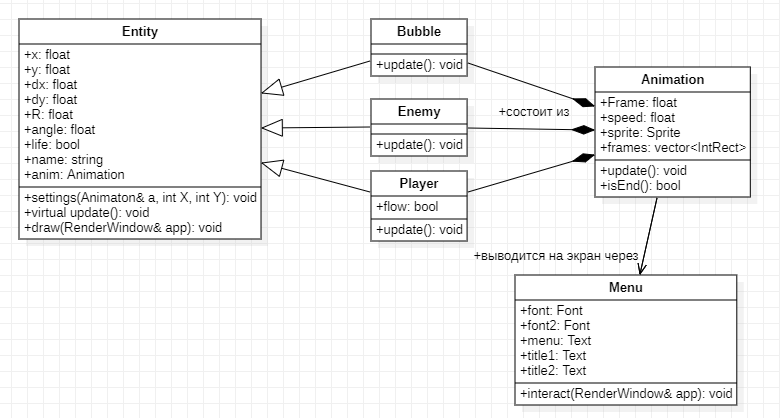 Entity
+x: float
+y: float
+dx: float
+dy: float
+R: float
+angle: float
+life: bool
+name: string
+anim: Animation
+settings(Animaton& a, int X, int Y): void
+virtual update(): void
+draw(RenderWindow& app): void
Bubble
+update(): void
Enemy
+update(): void
Player
+flow: bool
+update(): void
+состоит из
Animation
+Frame: float
+speed: float
+sprite: Sprite
+frames: vector<IntRect>
+update(): void
+isEnd(): bool
+выводится на экран через
Menu
+font: Font
+font2: Font
+menu: Text
+title1: Text
+title2: Text
+interact(RenderWindow& app): void